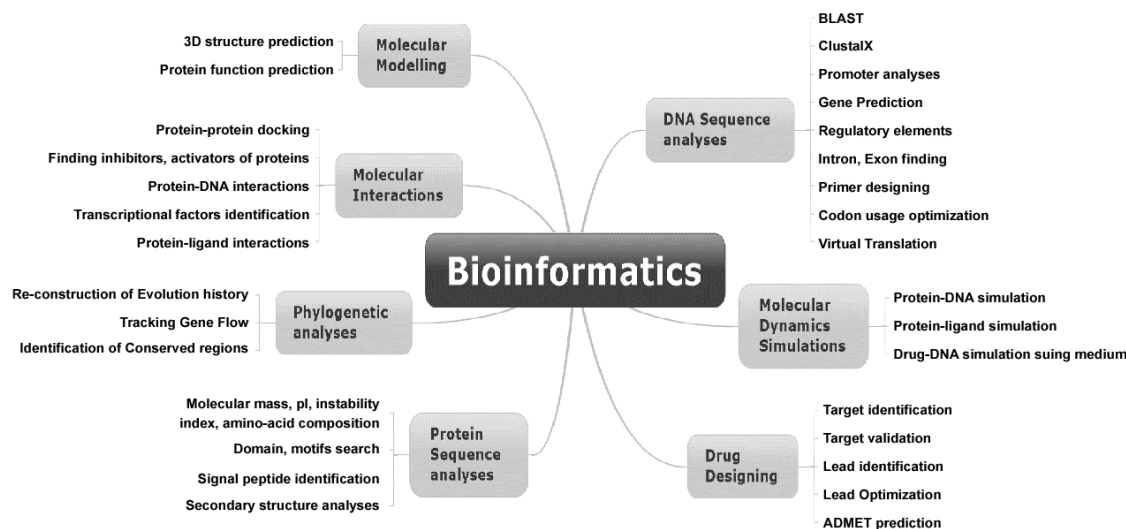 3D structure prediction
Protein function prediction
Molecular
Modelling
Protein-protein docking
Finding inhibitors, activators of proteins
Protein-DNA interactions
Transcriptional factors identification
Protein-ligand interactions
Molecular
Interactions
Re-construction of Evolution history
Tracking Gene Flow
Identification of Conserved regions
Phylogenetic
analyses
Molecular mass, pI, instability
index, amino-acid composition
Domain, motifs search
Signal peptide identification
Secondary structure analyses
Protein
Sequence
analyses
Bioinformatics
DNA Sequence
analyses
BLAST
ClustalX
Promoter analyses
Gene Prediction
Regulatory elements
Intron, Exon finding
Primer designing
Codon usage optimization
Virtual Translation
Molecular
Dynamics
Simulations
Protein-DNA simulation
Protein-ligand simulation
Drug-DNA simulation suing medium
Drug
Designing
Target identification
Target validation
Lead identification
Lead Optimization
ADMET prediction